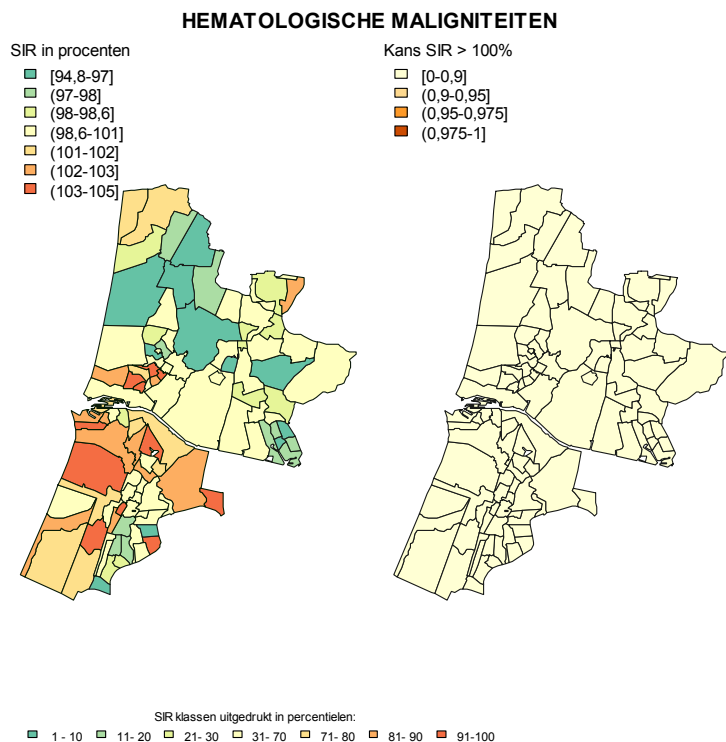 HEMATOLOGISCHE MALIGNITEITEN
SIR in procenten
[94,8-97]
(97-98]
(98-98,6]
(98,6-101]
(101-102]
(102-103]
(103-105]
Kans SIR > 100%
[0-0,9]
(0,9-0,95]
(0,95-0,975]
(0,975-1]
SIR klassen uitgedrukt in percentielen:
1 - 10 11- 20 21- 30 31- 70 71- 80 81- 90 91-100